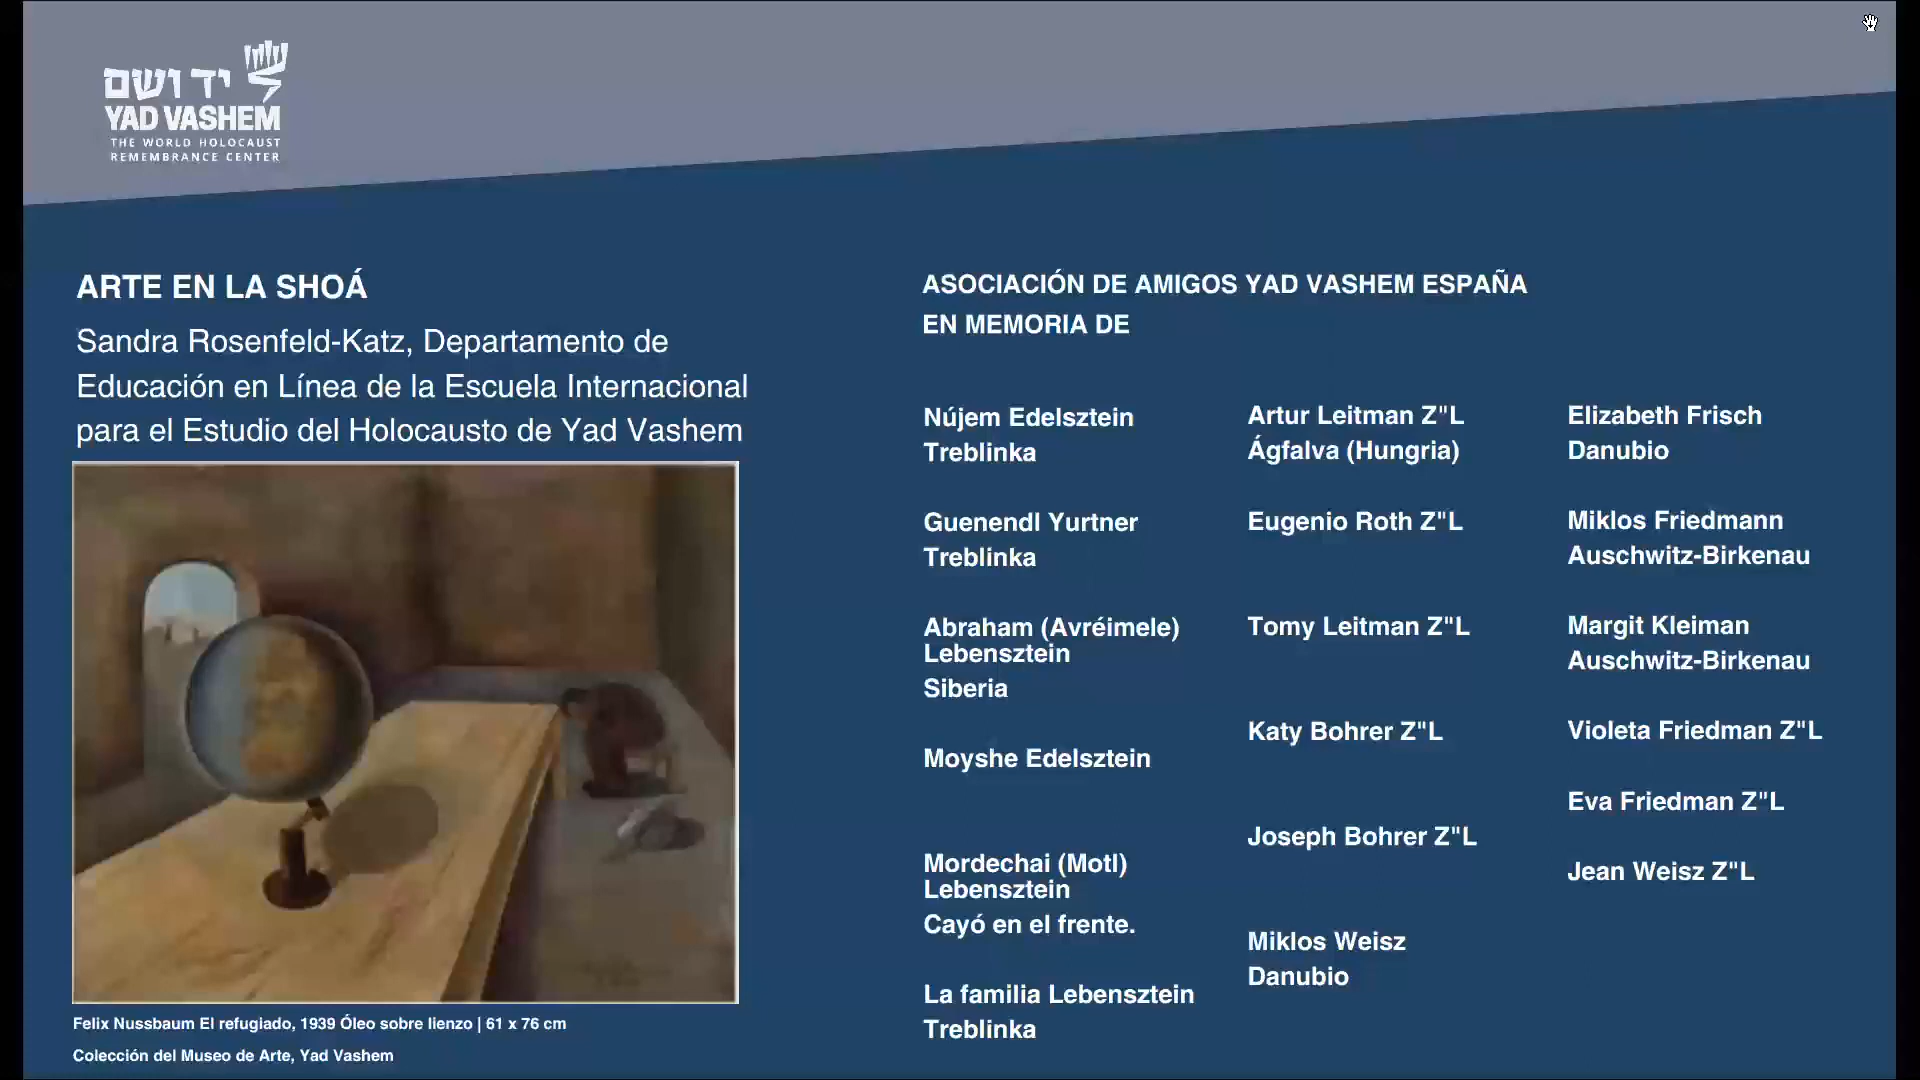 יד ושם
YAD VASHEM
THE WORLD HOLOCAUST
REMEMBRANCE CENTER
ARTE EN LA SHOÁ
Sandra Rosenfeld-Katz, Departamento de
Educación en Línea de la Escuela Internacional
para el Estudio del Holocausto de Yad Vashem
Felix Nussbaum El refugiado, 1939 Óleo sobre lienzo | 61 x 76 cm
Colección del Museo de Arte, Yad Vashem
ASOCIACIÓN DE AMIGOS YAD VASHEM ESPAÑA
EN MEMORIA DE
Nújem Edelsztein
Treblinka
Guenendl Yurtner
Treblinka
Abraham (Avréimele)
Lebensztein
Siberia
Moyshe Edelsztein
Mordechai (Motl)
Lebensztein
Cayó en el frente.
La familia Lebensztein
Treblinka
Artur Leitman Z"L
Ágfalva (Hungria)
Eugenio Roth Z"L
Tomy Leitman Z"L
Katy Bohrer Z"L
Joseph Bohrer Z"L
Miklos Weisz
Danubio
Elizabeth Frisch
Danubio
Miklos Friedmann
Auschwitz-Birkenau
Margit Kleiman
Auschwitz-Birkenau
Violeta Friedman Z"L
Eva Friedman Z"L
Jean Weisz Z"L